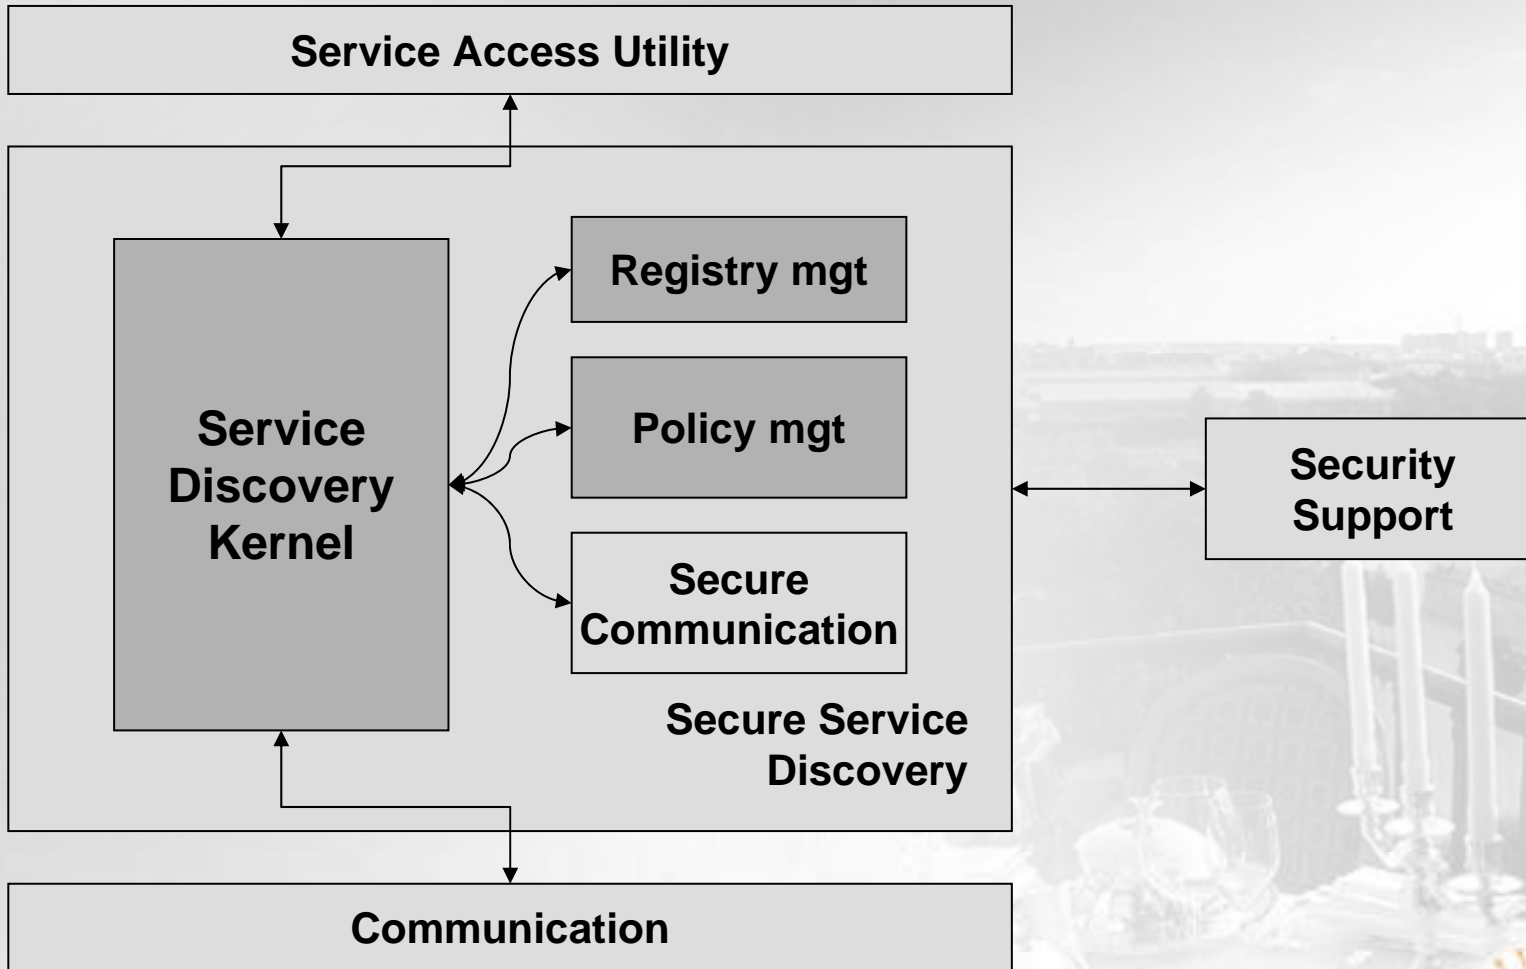 Service Access Utility
Registry mgt
Policy mgt
Service
Discovery
Kernel
Secure
Communication
Secure Service
Discovery
Security
Support
Communication